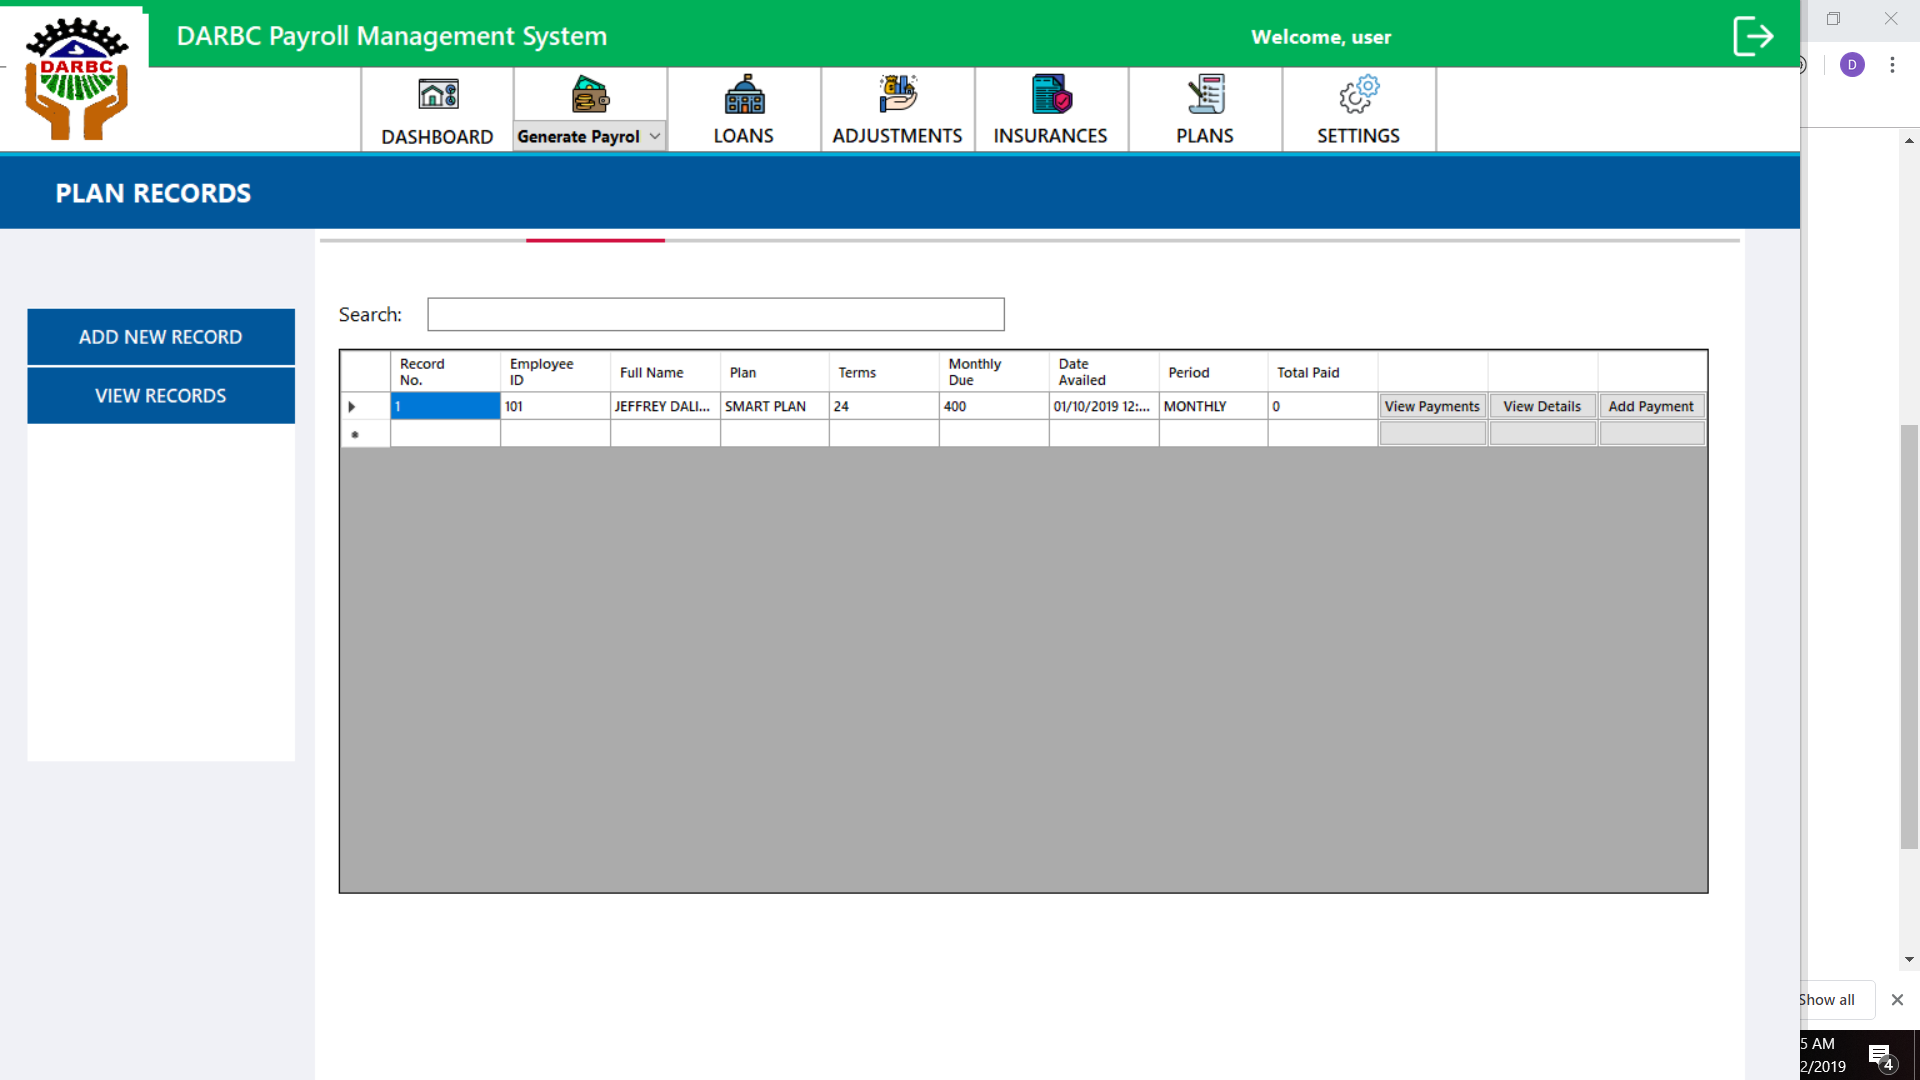 DARBC Payroll Management System
Welcome, user
D
DARBC
DASHBOARD
Generate Payrol
LOANS
ADJUSTMENTS
INSURANCES
PLANS
SETTINGS
PLAN RECORDS
ADD NEW RECORD
VIEW RECORDS
Search:
Record No. Employee ID Full Name Plan Terms Monthly Due Date Availed Period Total Paid
1 101 JEFFREY DALI... SMART PLAN 24 400 01/10/2019 12:... MONTHLY 0 View Payments View Details Add Payment
Show all
5 AM
2/2019
4